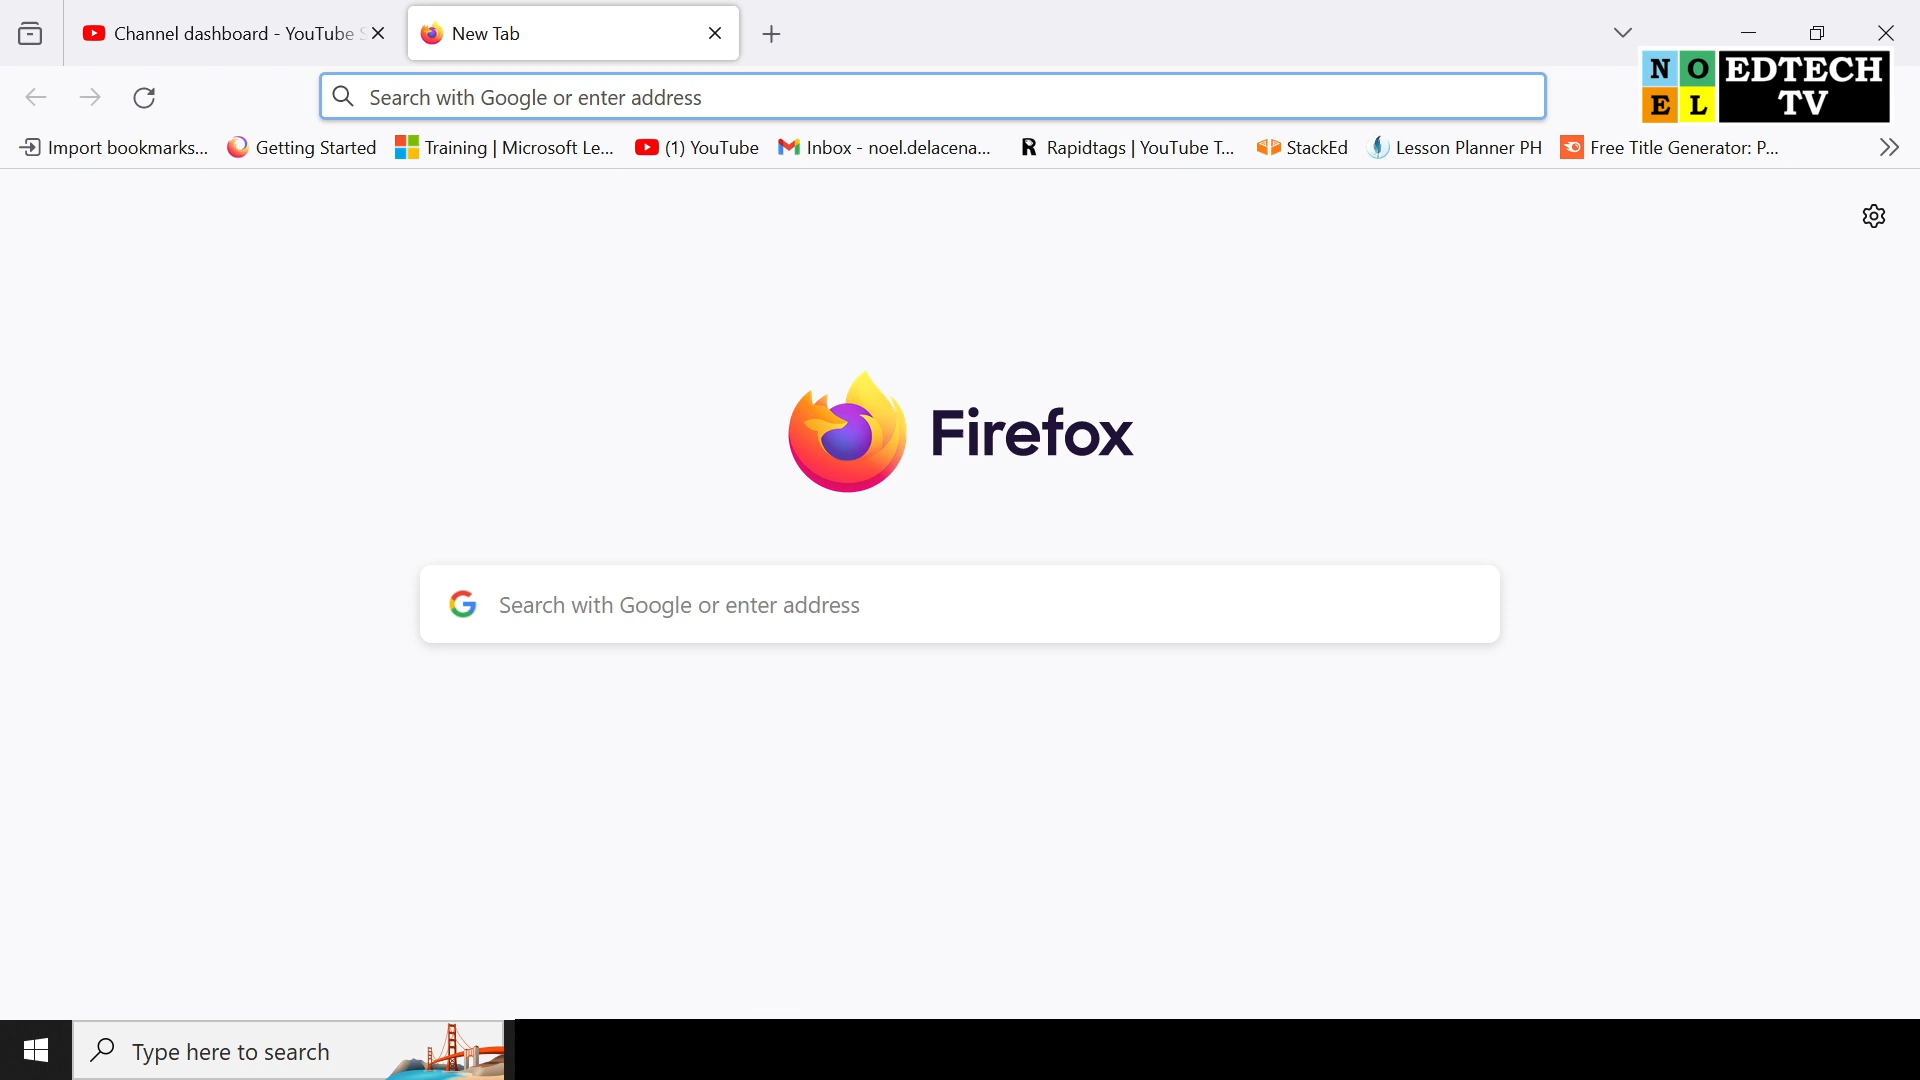 Channel dashboard - YouTube
New Tab
Search with Google or enter address
N O
E L
EDTECH
TV
Import bookmarks...
Getting Started
Training | Microsoft Le...
(1) YouTube
Inbox - noel.delacena...
Rapidtags | YouTube T...
StackEd
Lesson Planner PH
Free Title Generator: P...
Firefox
Search with Google or enter address
Type here to search